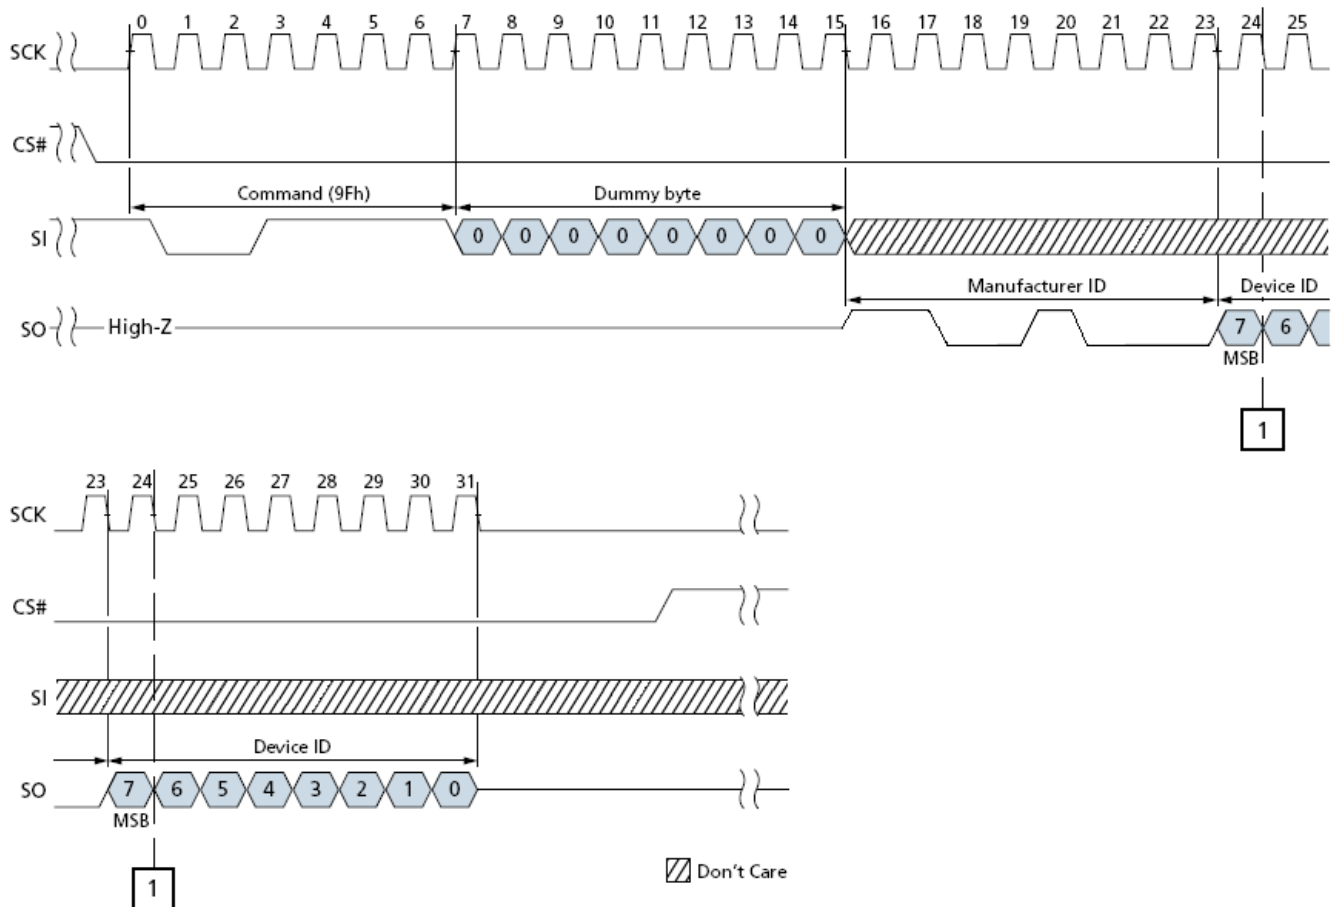 0 1 2 3 4 5 6 7 8 9 10 11 12 13 14 15 16 17 18 19 20 21 22 23 24 25
SCK
CS#
Command (9Fh) Dummy byte
SI 0 0 0 0 0 0 0 0
Manufacturer ID Device ID
SO High-Z 7 6
MSB
1
23 24 25 26 27 28 29 30 31
SCK
CS#
SI
Device ID
SO 7 6 5 4 3 2 1 0
MSB
1 Don't Care